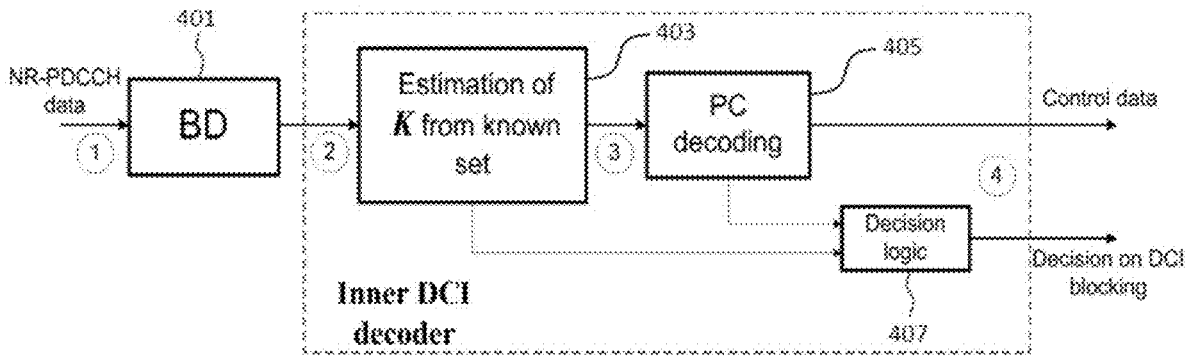 401
NR-PDCCH
data
1
BD
2
403
Estimation of
K from known
set
3
405
PC
decoding
Control data
4
Decision
logic
407
Decision on DCI
blocking
Inner DCI
decoder